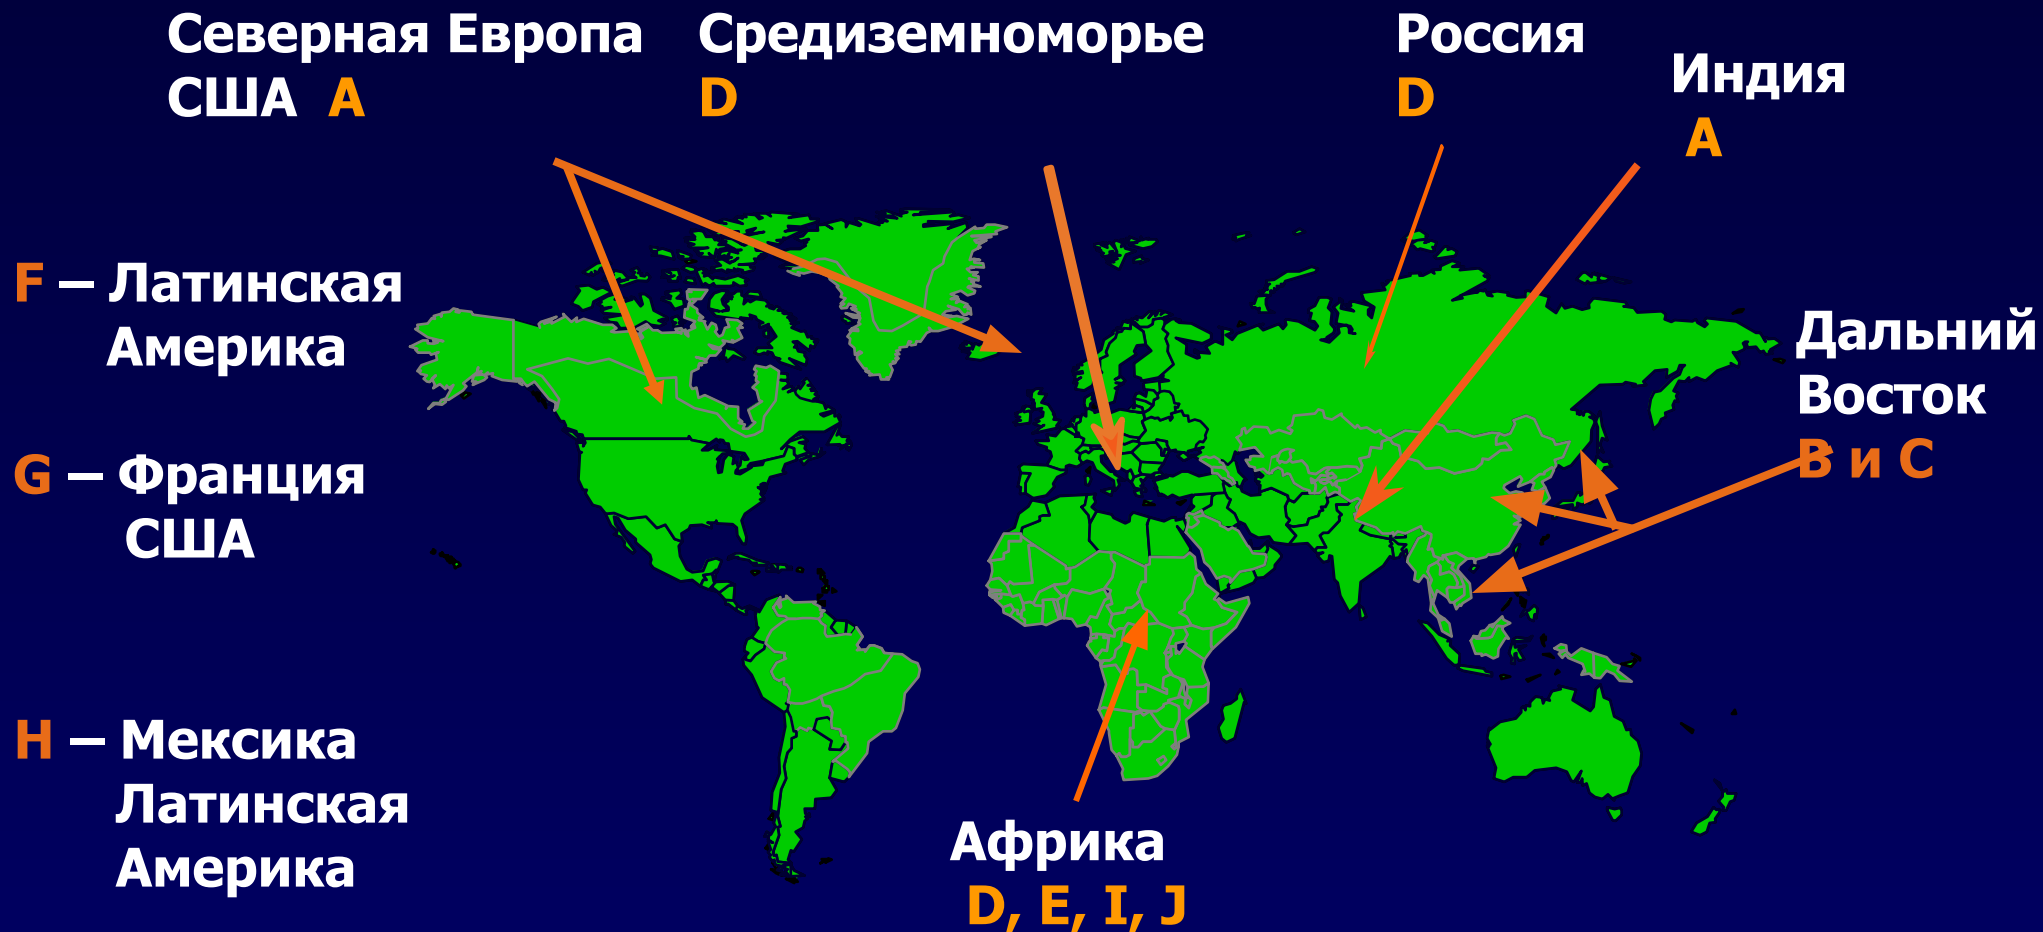 Северная Европа
США А
Средиземноморье
D
Россия
D
Индия
А
F – Латинская
Америка
G – Франция
США
Н – Мексика
Латинская
Америка
Дальний
Восток
В и С
Африка
D, E, I, J